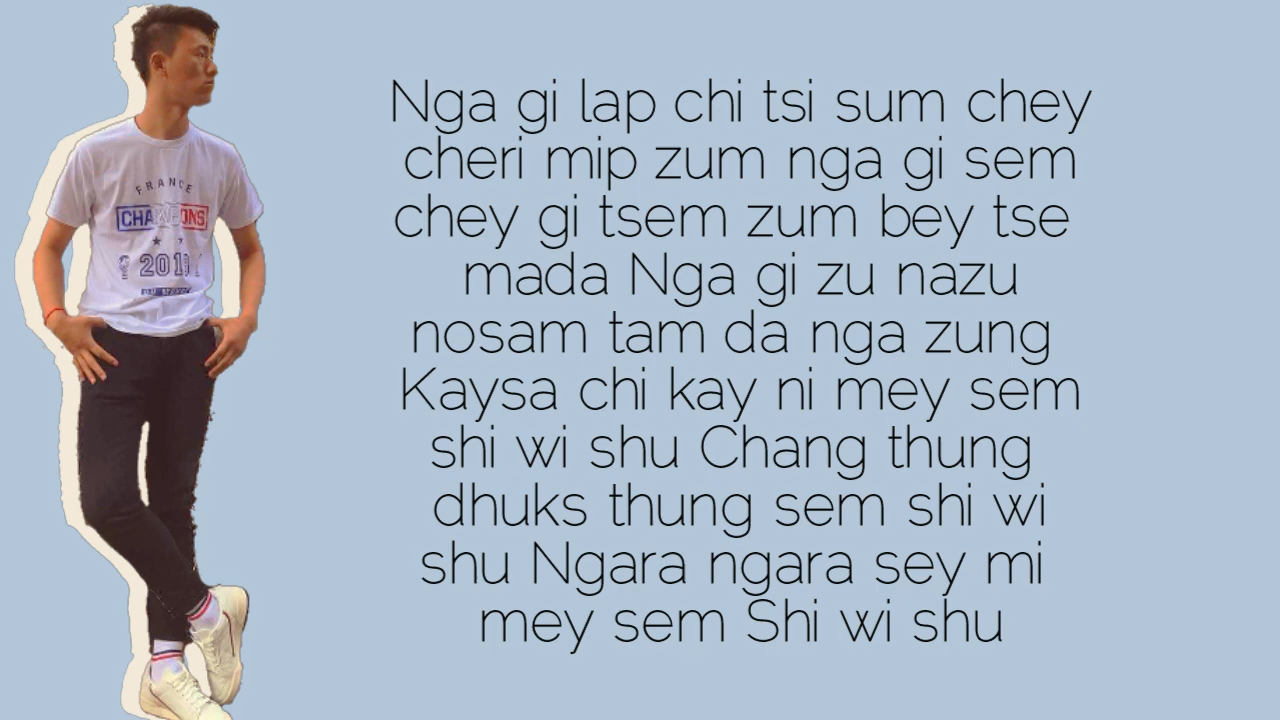 FRANCE
Nga gi lap chi tsi sum chey
cheri mip zum nga gi sem
chey gi tsem zum bey tse
mada Nga gi zu nazu
nosam tam da nga zung
Kaysa chi kay ni mey sem
shi wi shu Chang thung
dhuks thung sem shi wi
shu Ngara ngara sey mi
mey sem Shi wi shu